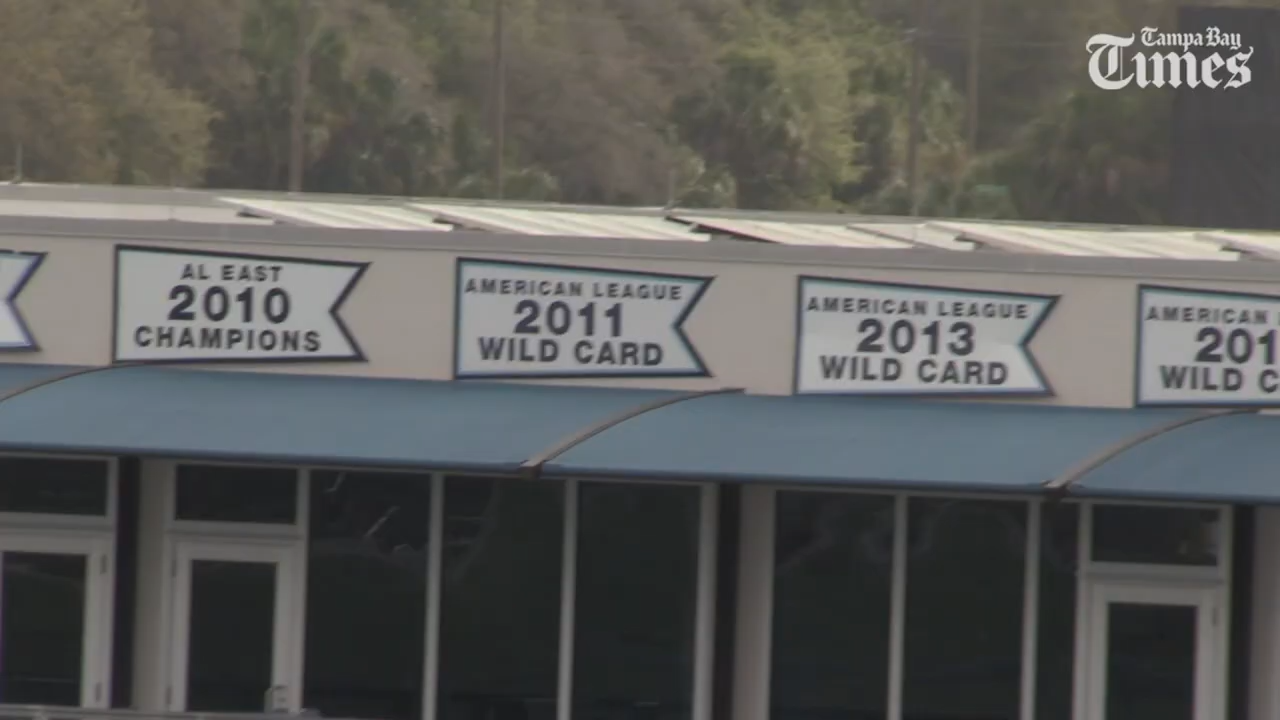 Tampa Bay
Times
AL EAST
2010
CHAMPIONS
AMERICAN LEAGUE
2011
WILD CARD
AMERICAN LEAGUE
2013
WILD CARD
AMERICAN
WILD